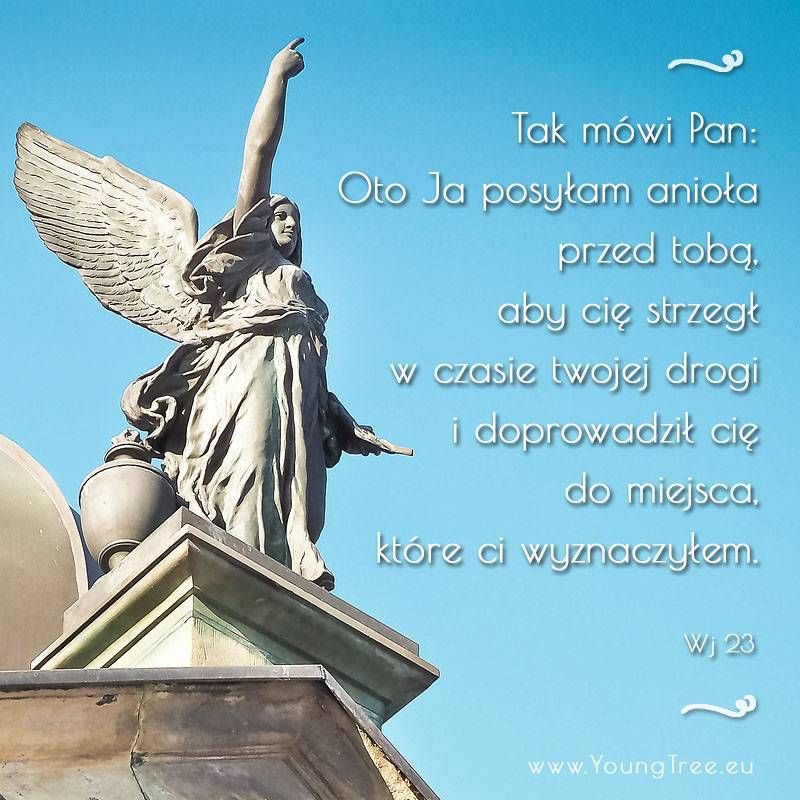 Tak mówi Pan:
Oto Ja posyłam anioła
przed tobą,
aby cię strzegł
w czasie twojej drogi
i doprowadził cię
do miejsca,
które ci wyznaczyłem.
Wj 23
www.YoungTree.eu